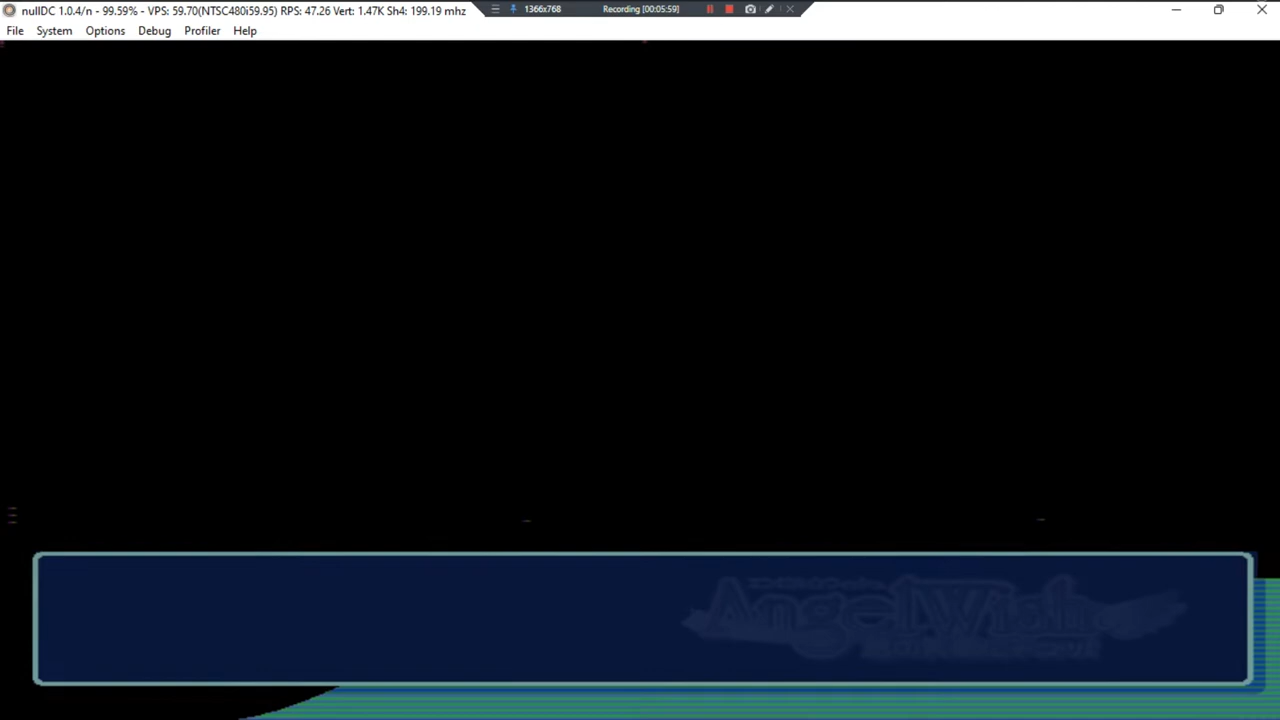 nullDC 1.0.4/n - 99.59% - VPS: 59.70(NTSC480i59.95) RPS: 47.26 Vert: 1.47K Sh4: 199.19 mhz
1366x768
Recording [00:05:59]
File System Options Debug Profiler Help
AngelWish